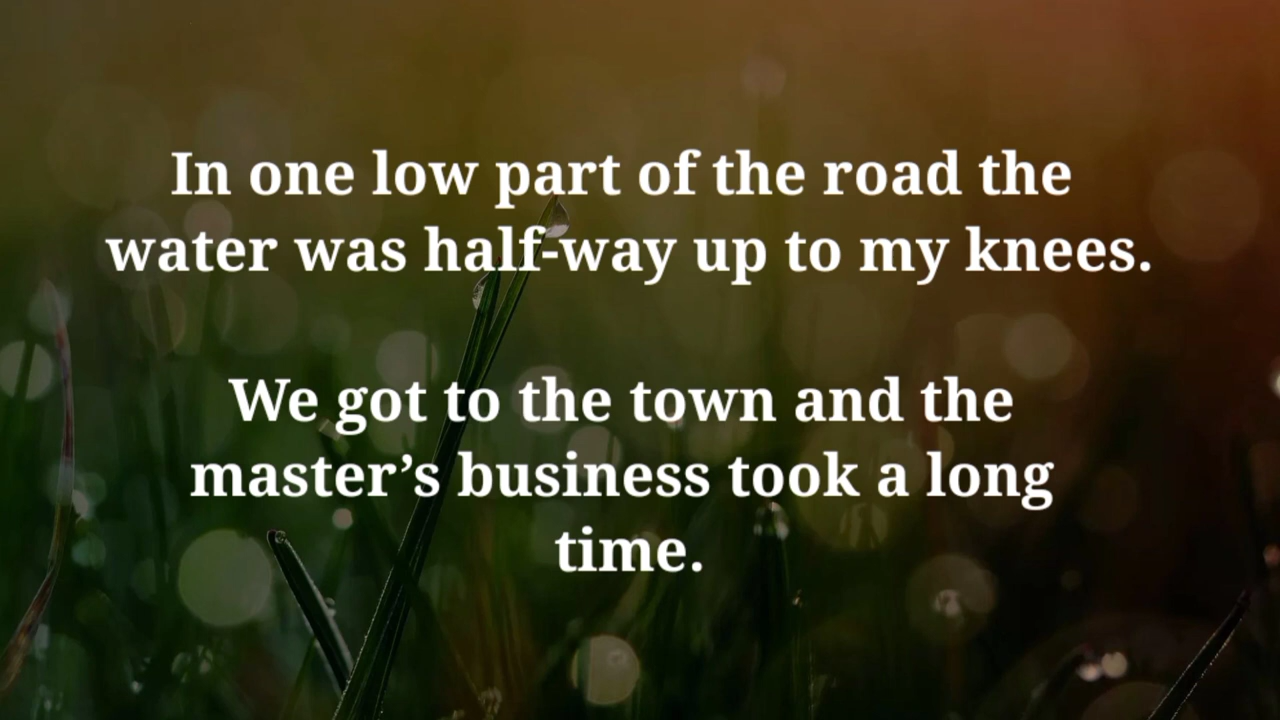 In one low part of the road the
water was half-way up to my knees.
We got to the town and the
master’s business took a long
time.